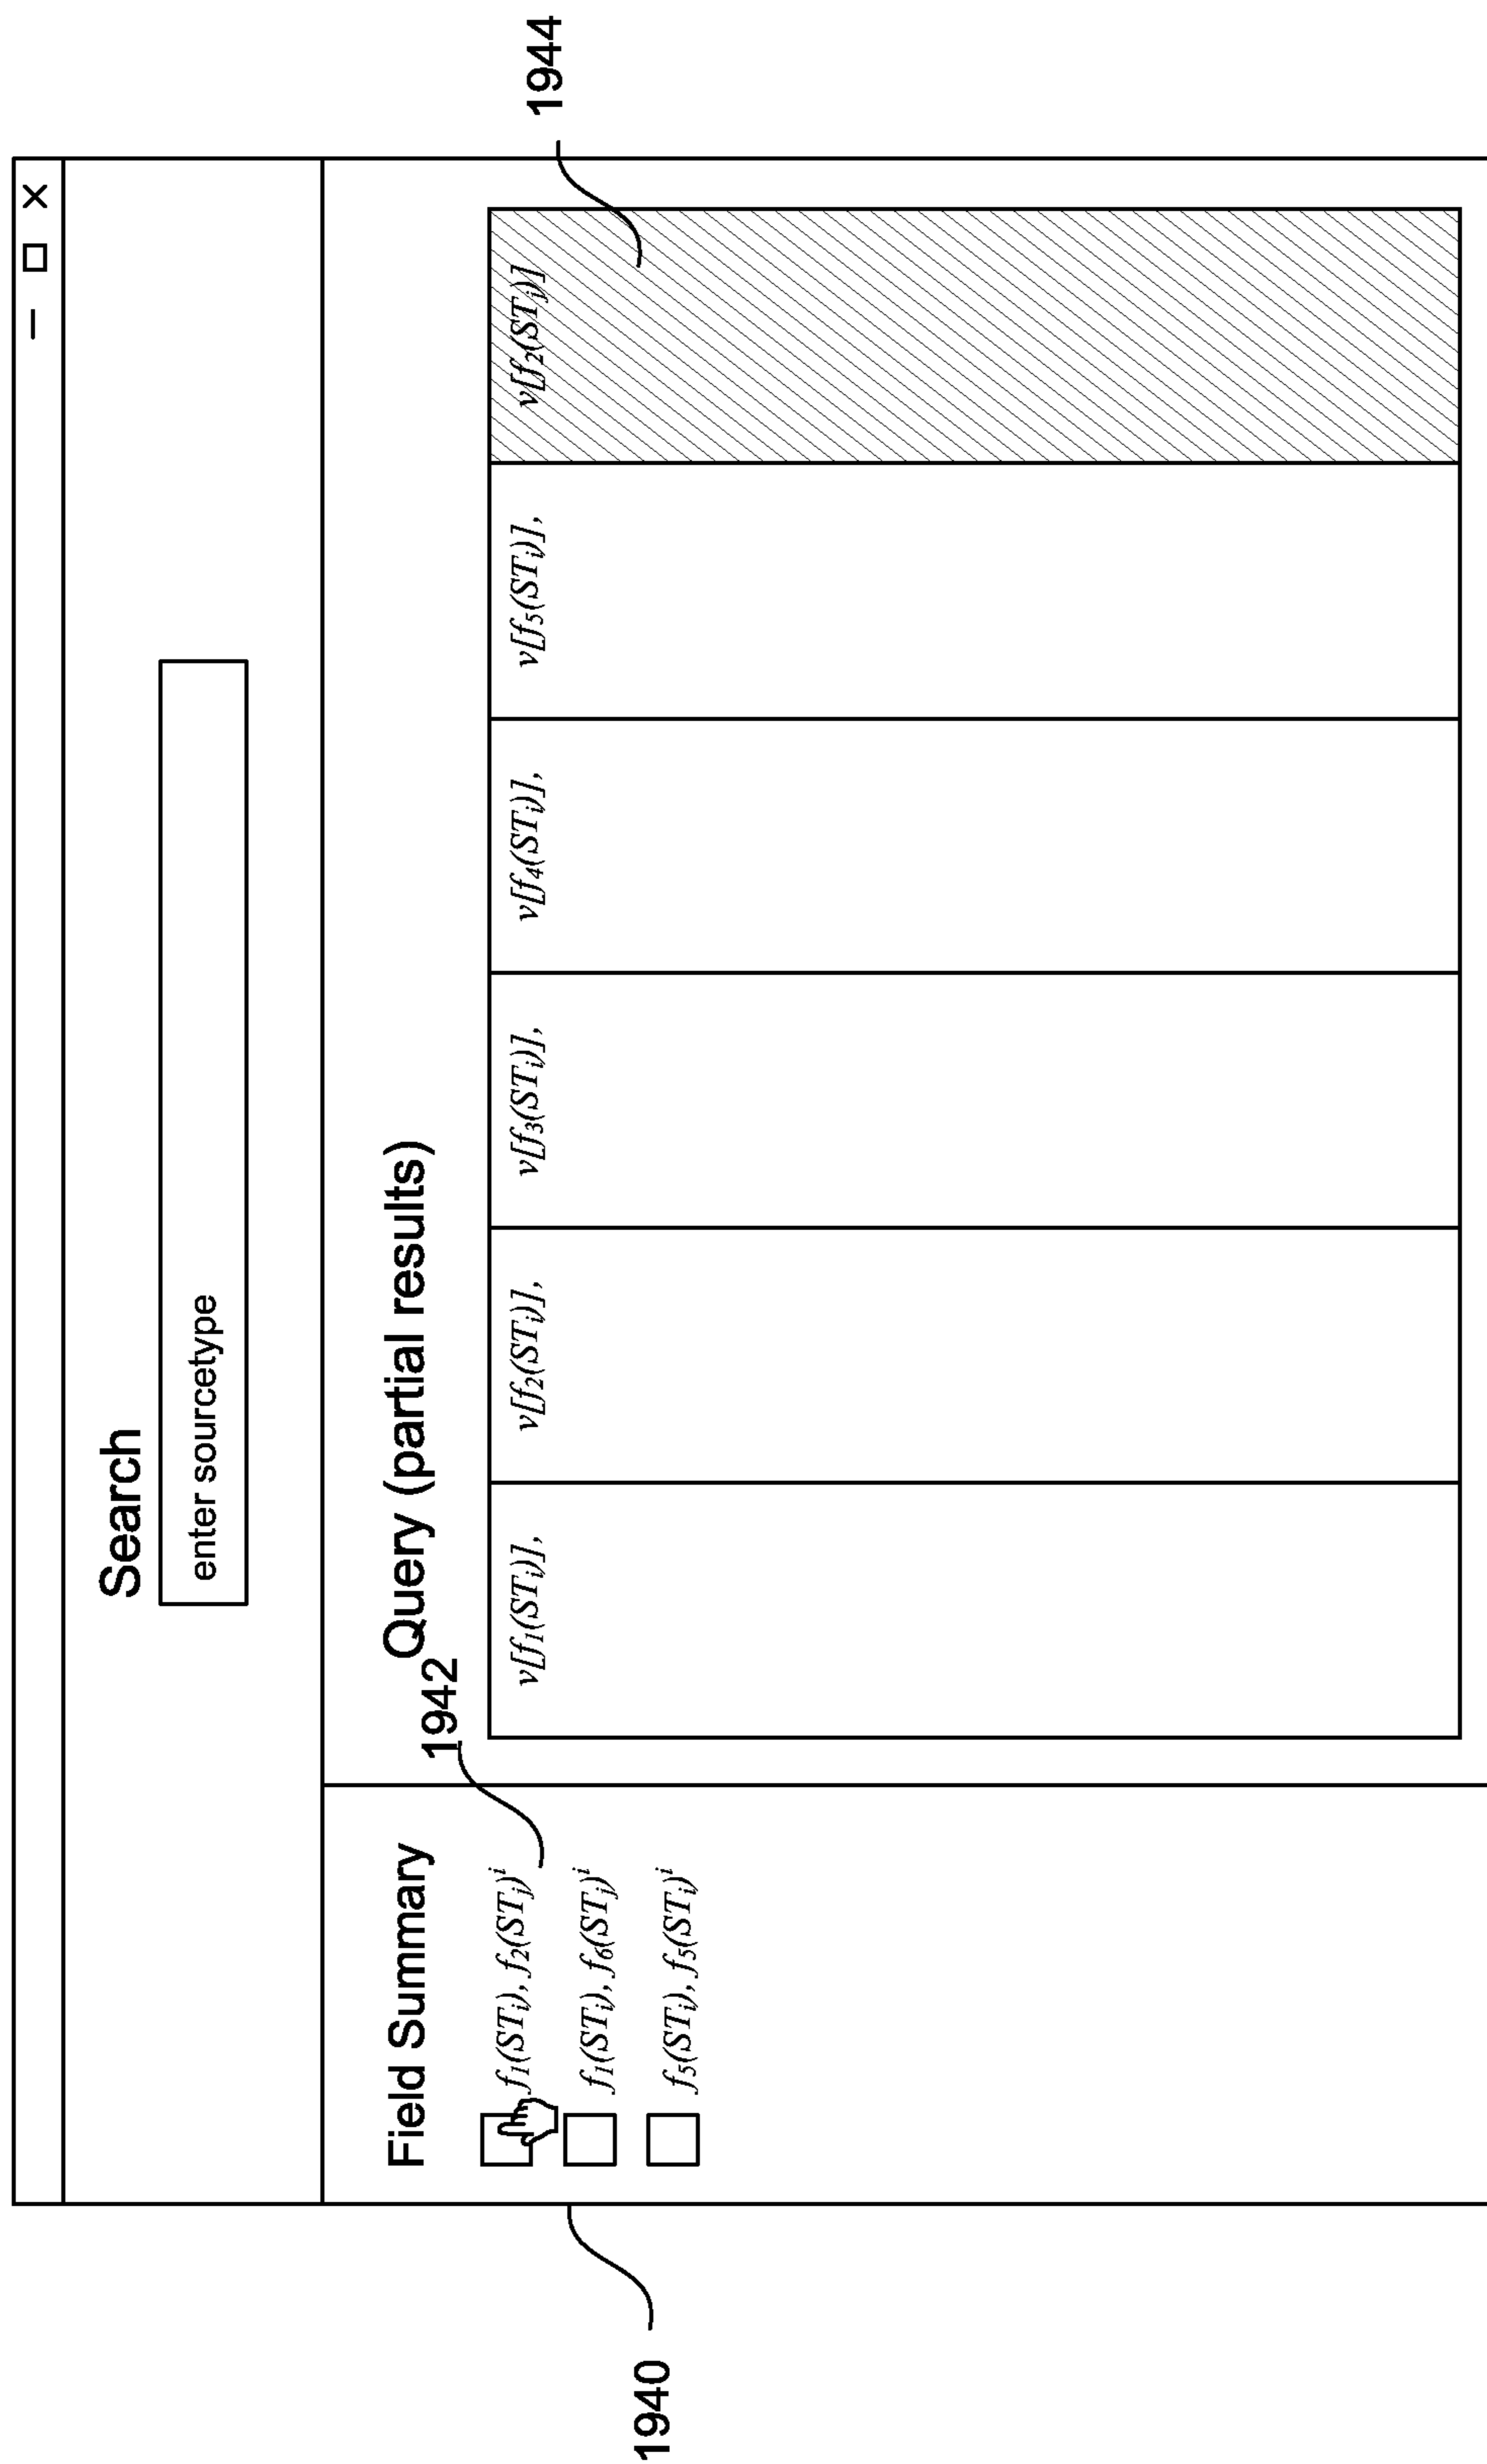 Search
enter sourcetype
Field Summary
Query (partial results)
1942
1944
1940
f₁(STᵢ), f₂(STⱼ)ⁱ
f₁(STᵢ), f₆(STⱼ)ⁱ
f₅(STᵢ), f₅(STᵢ)ⁱ
v[f₁(STᵢ)], v[f₂(STᵢ)], v[f₃(STᵢ)], v[f₄(STᵢ)], v[f₅(STᵢ)], v[f₂(STⱼ)]